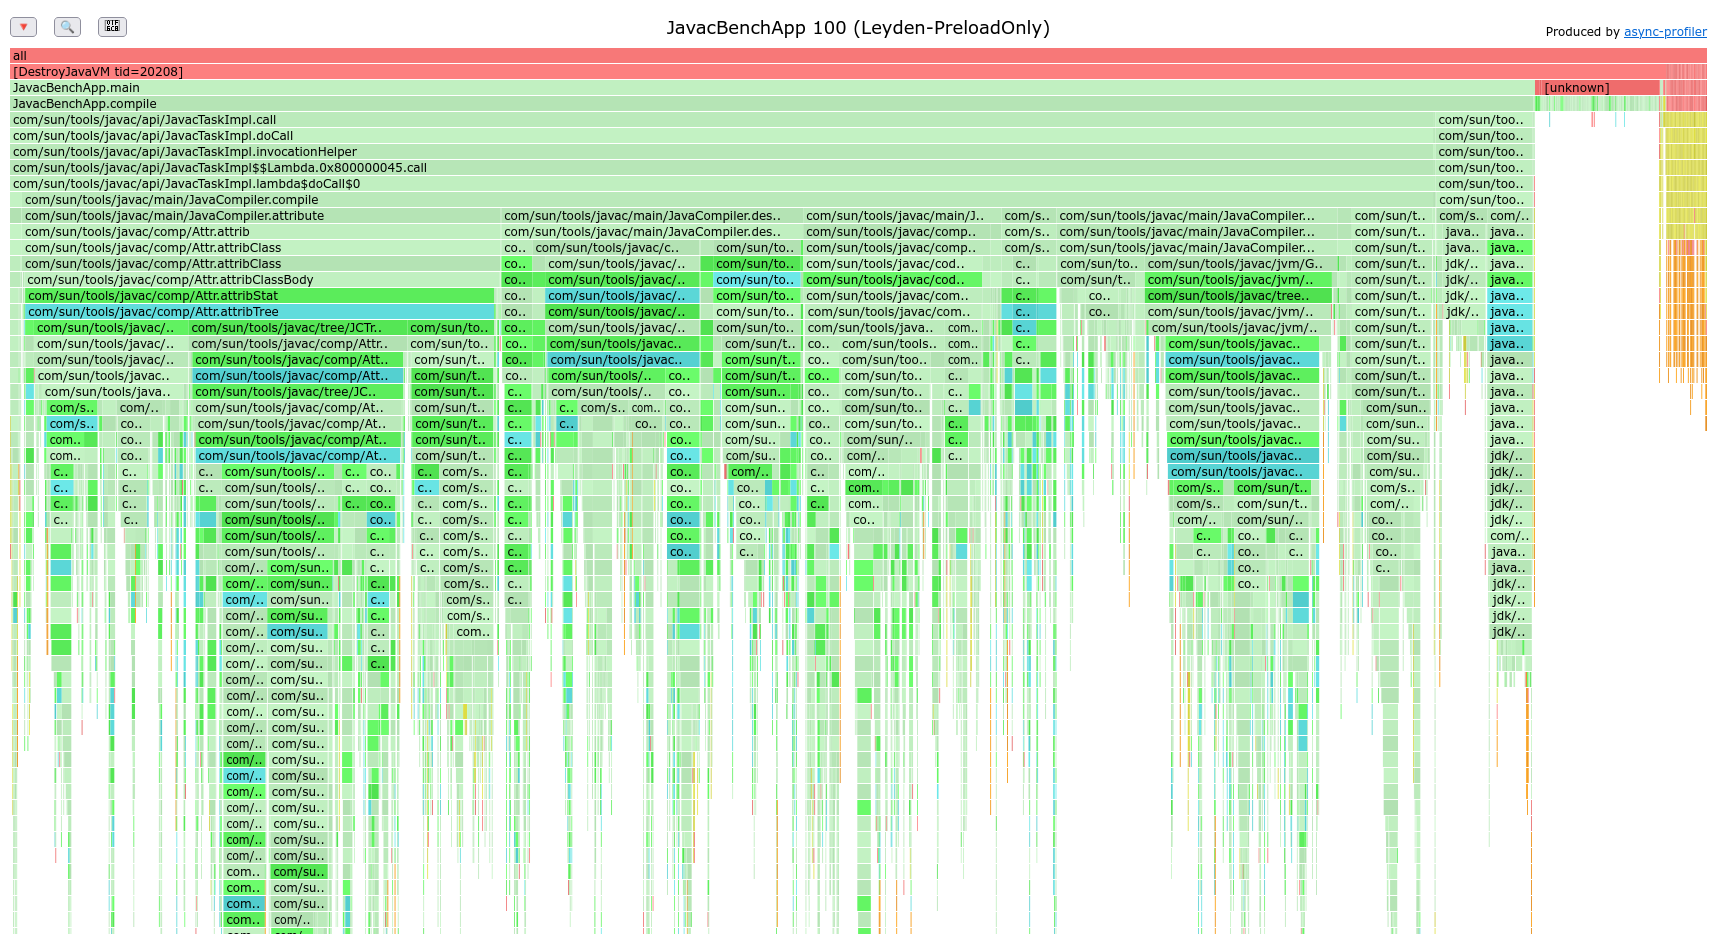 JavacBenchApp 100 (Leyden-PreloadOnly)
Produced by async-profiler
all
[DestroyJavaVM tid=20208]
JavacBenchApp.main [unknown]
JavacBenchApp.compile
com/sun/tools/javac/api/JavacTaskImpl.call com/sun/too..
com/sun/tools/javac/api/JavacTaskImpl.doCall com/sun/too..
com/sun/tools/javac/api/JavacTaskImpl.invocationHelper com/sun/too..
com/sun/tools/javac/api/JavacTaskImpl$$Lambda.0x800000045.call com/sun/too..
com/sun/tools/javac/api/JavacTaskImpl.lambda$doCall$0 com/sun/too..
com/sun/tools/javac/main/JavaCompiler.compile com/sun/too..
com/sun/tools/javac/main/JavaCompiler.attribute com/sun/tools/javac/main/JavaCompiler.des.. com/sun/tools/javac/main/J.. com/s.. com/sun/tools/javac/main/JavaCompiler... com/sun/t.. com/s.. com/..
com/sun/tools/javac/comp/Attr.attrib com/sun/tools/javac/main/JavaCompiler.des.. com/sun/tools/javac/comp.. com/s.. com/sun/tools/javac/main/JavaCompiler... com/sun/t.. java.. java..
com/sun/tools/javac/comp/Attr.attribClass co.. com/sun/tools/javac/c.. com/sun/to.. com/sun/tools/javac/comp.. com/s.. com/sun/tools/javac/main/JavaCompiler... com/sun/t.. java.. java..
com/sun/tools/javac/comp/Attr.attribClass co.. com/sun/tools/javac/.. com/sun/to.. com/sun/tools/javac/cod.. c.. com/sun/to.. com/sun/tools/javac/jvm/G.. com/sun/t.. jdk/.. java..
com/sun/tools/javac/comp/Attr.attribClassBody co.. com/sun/tools/javac/.. com/sun/to.. com/sun/tools/javac/cod.. c.. com/sun/tools/javac/jvm/.. com/sun/t.. jdk/.. java..
com/sun/tools/javac/comp/Attr.attribStat co.. com/sun/tools/javac/.. com/sun/to.. com/sun/tools/javac/com.. c.. co.. com/sun/tools/javac/tree.. com/sun/t.. jdk/.. java..
com/sun/tools/javac/comp/Attr.attribTree co.. com/sun/tools/javac/.. com/sun/to.. com/sun/tools/javac/com.. c.. co.. com/sun/tools/javac/jvm/.. com/sun/t.. jdk/.. java..
com/sun/tools/javac/.. com/sun/tools/javac/tree/JCTr.. com/sun/to.. co.. com/sun/tools/javac/.. com/sun/to.. com/sun/tools/java.. com.. c.. com/sun/tools/javac/jvm/.. com/sun/t.. java..
com/sun/tools/javac/.. com/sun/tools/javac/comp/Attr.. com/sun/to.. co.. com/sun/tools/javac.. com/sun/t.. co.. com/sun/tools.. com.. c.. com/sun/tools/javac.. com/sun/t.. java..
com/sun/tools/javac/.. com/sun/tools/javac/comp/Att.. com/sun/t.. co.. com/sun/tools/javac.. com/sun/t.. co.. com/sun/to.. com.. c.. com/sun/tools/javac.. com/sun/t.. java..
com/sun/tools/javac.. com/sun/tools/javac/comp/Att.. com/sun/t.. co.. com/sun/tools/.. co.. com/sun/t.. co.. com/sun/to.. c.. com/sun/tools/javac.. com/sun/t.. java..
com/sun/tools/java.. com/sun/tools/javac/tree/JC.. com/sun/t.. c.. com/sun/tools/.. co.. com/sun.. co.. com/sun/to.. c.. com/sun/tools/javac.. com/sun/t.. java..
com/s.. com/.. com/sun/tools/javac/comp/At.. com/sun/t.. c.. c.. com/s.. com.. co.. com/sun.. co.. com/sun/to.. c.. com/sun/tools/javac.. com/sun.. java..
com/s.. co.. com/sun/tools/javac/comp/At.. com/sun/t.. c.. c.. co.. co.. com/sun.. co.. com/sun/to.. c.. com/sun/tools/javac.. com/sun.. java..
com.. co.. com/sun/tools/javac/comp/At.. com/sun/t.. c.. co.. com/su.. co.. com/sun/.. c.. com/sun/tools/javac.. com/su.. java..
com.. co.. com/sun/tools/javac/comp/At.. com/sun/t.. c.. co.. com/su.. co.. com/su.. c.. com/sun/tools/javac.. com/su.. jdk/..
c.. c.. c.. com/sun/tools/.. c.. co.. c.. com/s.. c.. co.. com/.. c.. com/.. com/sun/tools/javac.. com/su.. jdk/..
c.. c.. c.. com/sun/tools/.. c.. co.. c.. com/s.. c.. co.. co.. c.. com.. com/s.. com/sun/t.. com/s.. jdk/..
c.. c.. com/sun/tools/.. c.. co.. c.. com/s.. c.. co.. co.. c.. com.. com/s.. com/sun/t.. com/.. jdk/..
c.. c.. com/sun/tools/.. co.. c.. com/s.. c.. co.. co.. co.. com/.. com/sun/.. co.. jdk/..
com/sun/tools/.. c.. c.. com/s.. c.. co.. co.. c.. co.. c.. co.. com/..
com/sun/tools/.. c.. c.. com/s.. c.. co.. c.. c.. co.. c.. co.. java..
com/.. com/sun.. c.. c.. com/s.. c.. co.. c.. java..
com/.. com/sun.. c.. com/s.. c.. co.. jdk/..
com/.. com/sun.. c.. com/s.. c.. jdk/..
com/.. com/su.. c.. com/s.. jdk/..
com/.. com/su.. c.. com.. jdk/..
com/.. com/su.. c..
com/.. com/su.. c..
com/.. com/su..
com/.. com/su..
com/.. com/su..
com/.. com/su..
com/.. com/su..
com/.. com/su..
com/.. com/su..
com/.. com/su..
com/.. com/su..
com/.. com/su..
com/.. com/su..
com.. com/su..
com.. com/su..
com.. com/su..
com.. com/..